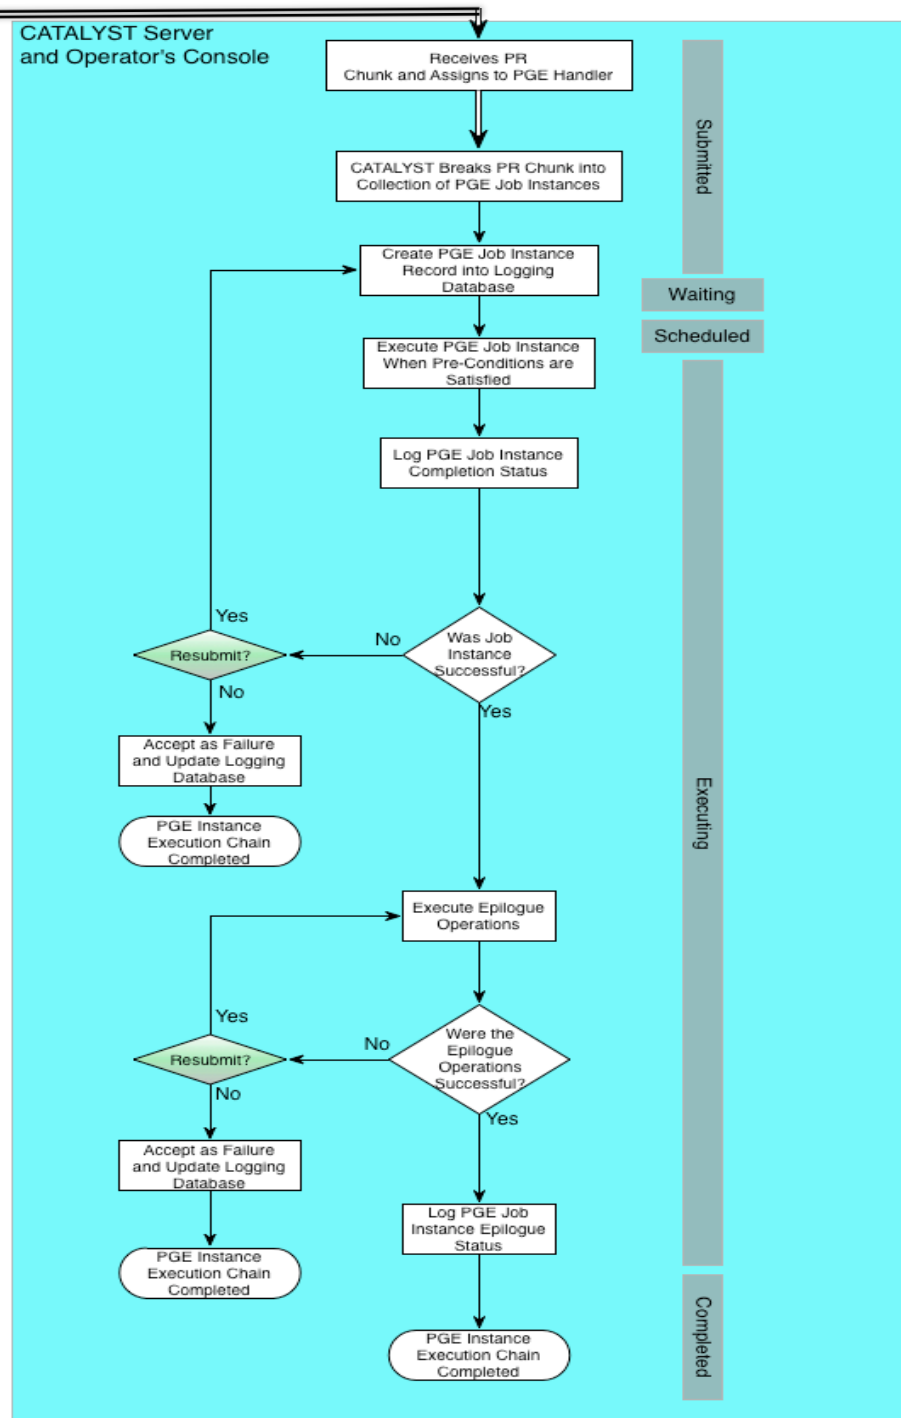 CATALYST Server
and Operator's Console
Receives PR
Chunk and Assigns to PGE Handler
Submitted
CATALYST Breaks PR Chunk into
Collection of PGE Job Instances
Create PGE Job Instance
Record into Logging
Database
Waiting
Scheduled
Execute PGE Job Instance
When Pre-Conditions are
Satisfied
Executing
Log PGE Job Instance
Completion Status
Was Job
Instance
Successful?
No
Yes
Resubmit?
Yes
No
Accept as Failure
and Update Logging
Database
PGE Instance
Execution Chain
Completed
Execute Epilogue
Operations
Were the
Epilogue
Operations
Successful?
No
Yes
Resubmit?
Yes
No
Accept as Failure
and Update Logging
Database
PGE Instance
Execution Chain
Completed
Log PGE Job
Instance Epilogue
Status
PGE Instance
Execution Chain
Completed
Completed